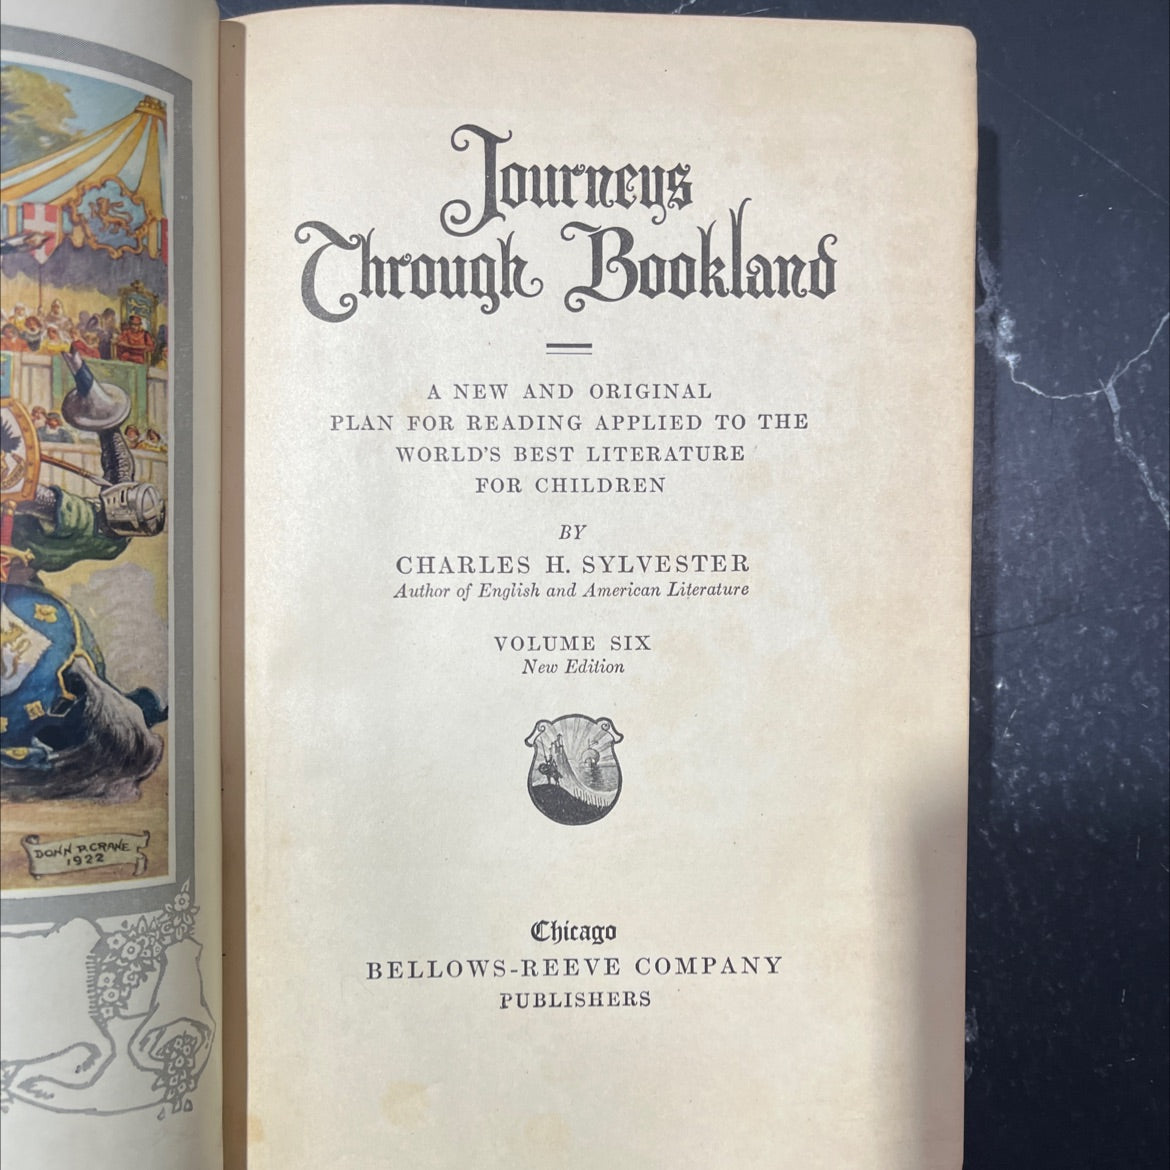 DONN P. CRANE
1922
Journeys
Through Bookland
A NEW AND ORIGINAL
PLAN FOR READING APPLIED TO THE
WORLD'S BEST LITERATURE
FOR CHILDREN
BY
CHARLES H. SYLVESTER
Author of English and American Literature
VOLUME SIX
New Edition
Chicago
BELLOWS-REEVE COMPANY
PUBLISHERS